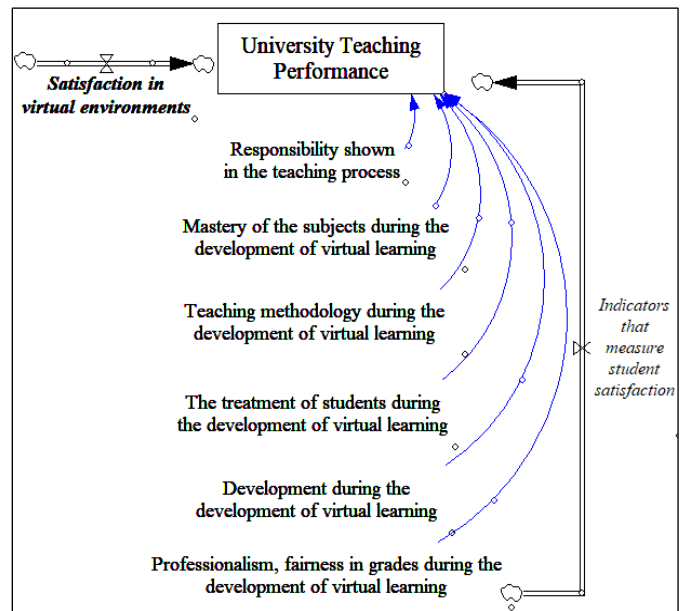 University Teaching
Performance
Satisfaction in
virtual environments
Responsibility shown
in the teaching process
Mastery of the subjects during the
development of virtual learning
Teaching methodology during the
development of virtual learning
Indicators
that
measure
student
satisfaction
The treatment of students during
the development of virtual learning
Development during the
development of virtual learning
Professionalism, fairness in grades during the
development of virtual learning